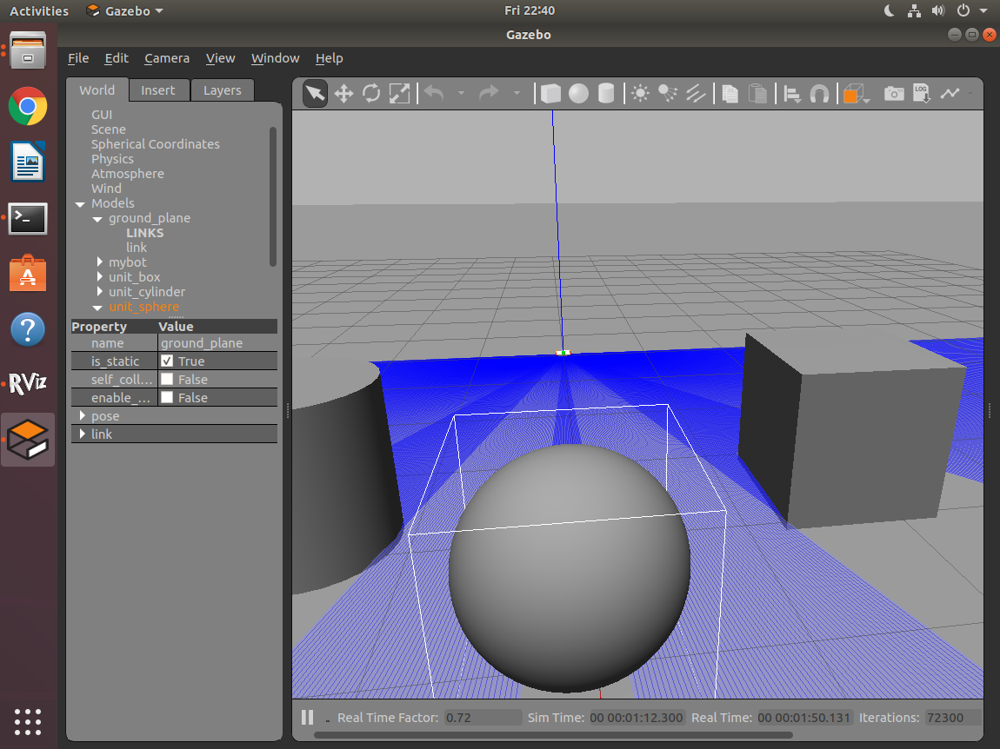 Activities Gazebo Fri 22:40
Gazebo
File Edit Camera View Window Help
World Insert Layers
LOG
GUI
Scene
Spherical Coordinates
Physics
Atmosphere
Wind
Models
ground_plane
LINKS
link
mybot
unit_box
unit_cylinder
unit_sphere
Property Value
name ground_plane
is_static True
self_coll... False
enable_... False
pose
link
RViz
Real Time Factor: 0.72 Sim Time: 00 00:01:12.300 Real Time: 00 00:01:50.131 Iterations: 72300